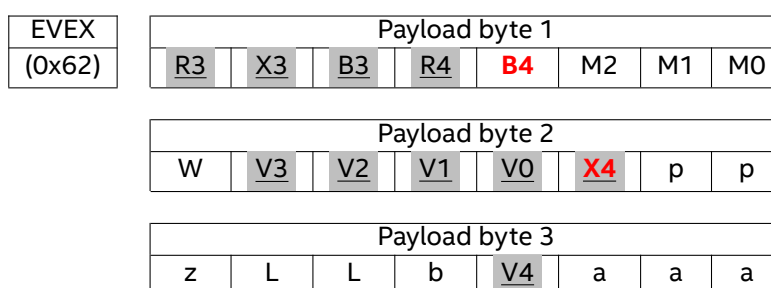 EVEX Payload byte 1
(0x62) R3 X3 B3 R4 B4 M2 M1 M0
Payload byte 2
W V3 V2 V1 V0 X4 p p
Payload byte 3
z L L b V4 a a a